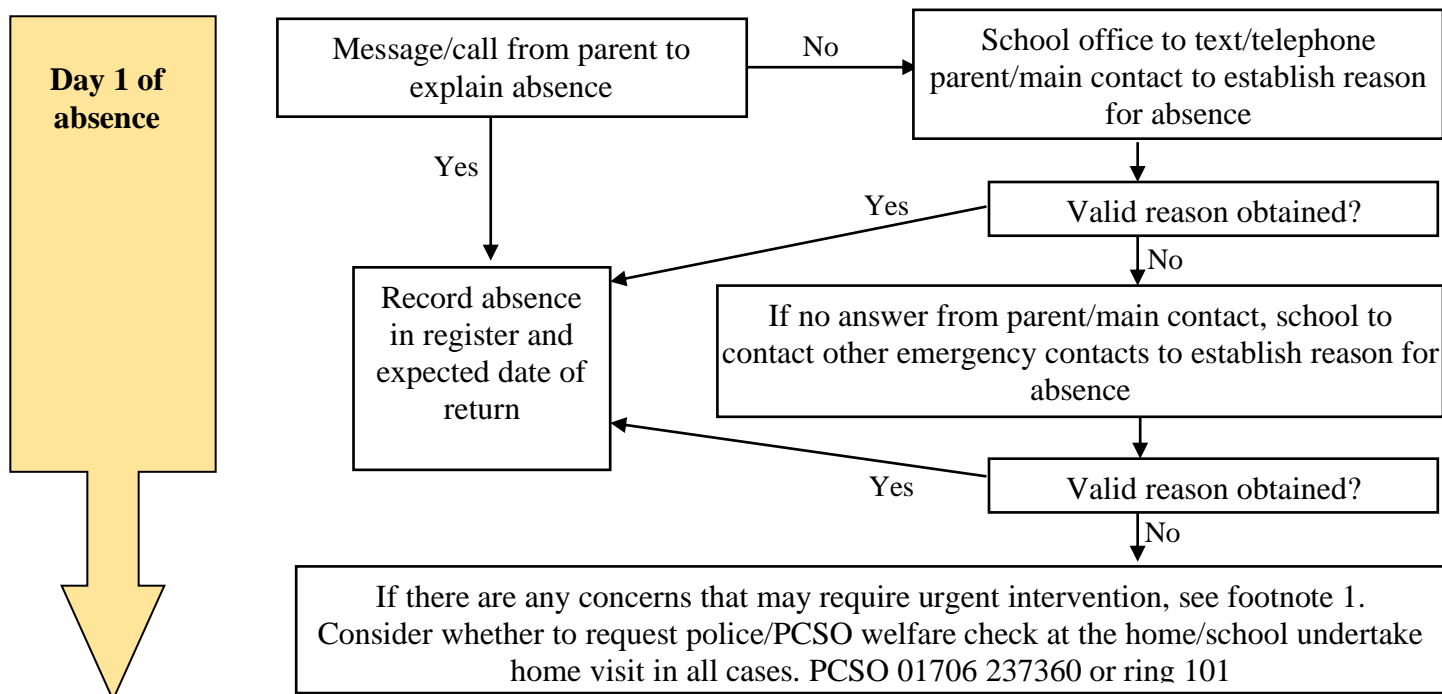 Day 1 of
absence
Message/call from parent to
explain absence
No
School office to text/telephone
parent/main contact to establish reason
for absence
Yes
Yes
Valid reason obtained?
No
Record absence
in register and
expected date of
return
If no answer from parent/main contact, school to
contact other emergency contacts to establish reason for
absence
Yes
Valid reason obtained?
No
If there are any concerns that may require urgent intervention, see footnote 1.
Consider whether to request police/PCSO welfare check at the home/school undertake
home visit in all cases. PCSO 01706 237360 or ring 101